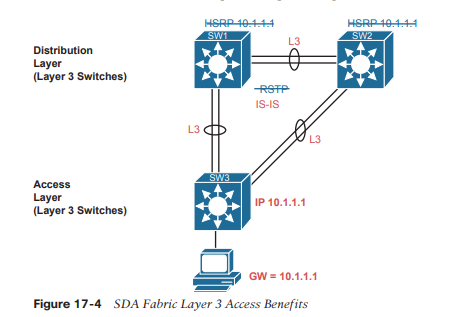 HSRP 10.1.1.1
HSRP 10.1.1.1
SW1
SW2
Distribution
Layer
(Layer 3 Switches)
L3
RSTP
IS-IS
L3
L3
SW3
Access
Layer
(Layer 3 Switches)
IP 10.1.1.1
GW = 10.1.1.1
Figure 17-4 SDA Fabric Layer 3 Access Benefits